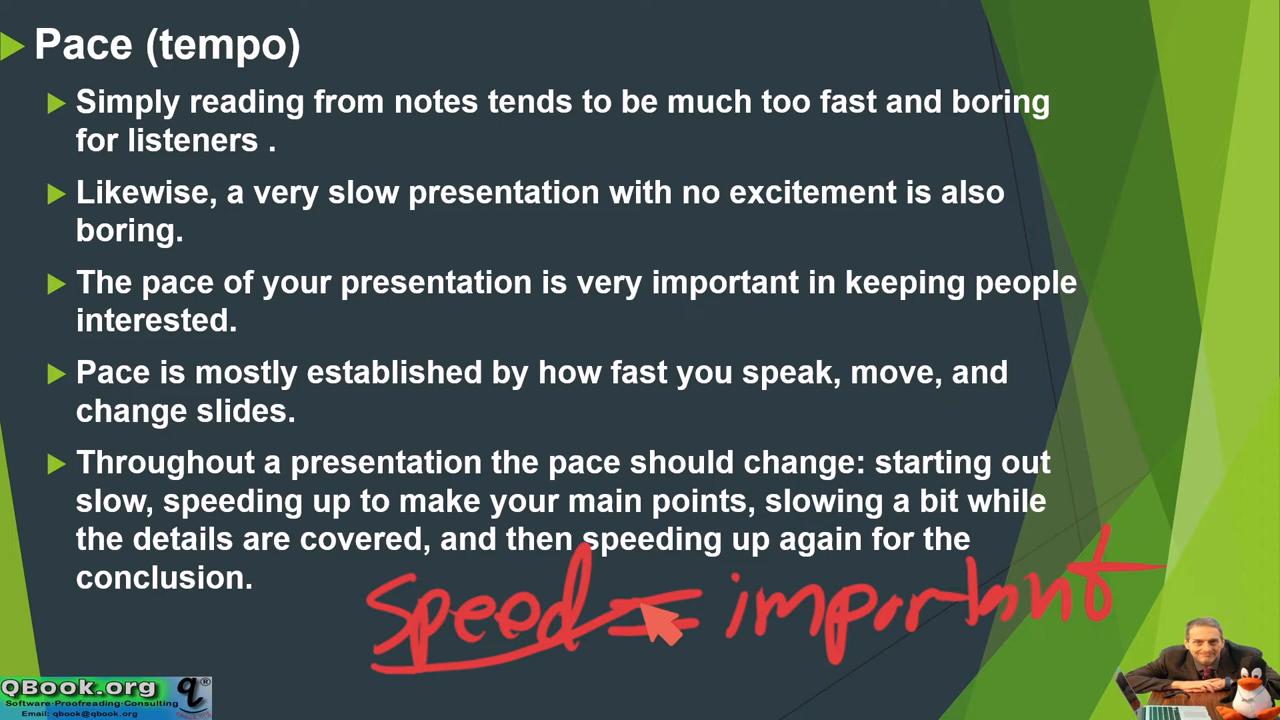 Pace (tempo)
Simply reading from notes tends to be much too fast and boring
for listeners .
Likewise, a very slow presentation with no excitement is also
boring.
The pace of your presentation is very important in keeping people
interested.
Pace is mostly established by how fast you speak, move, and
change slides.
Throughout a presentation the pace should change: starting out
slow, speeding up to make your main points, slowing a bit while
the details are covered, and then speeding up again for the
conclusion.
Speed = important
QBook.org
Software·Proofreading·Consulting
Email: qbook@qbook.org
q®